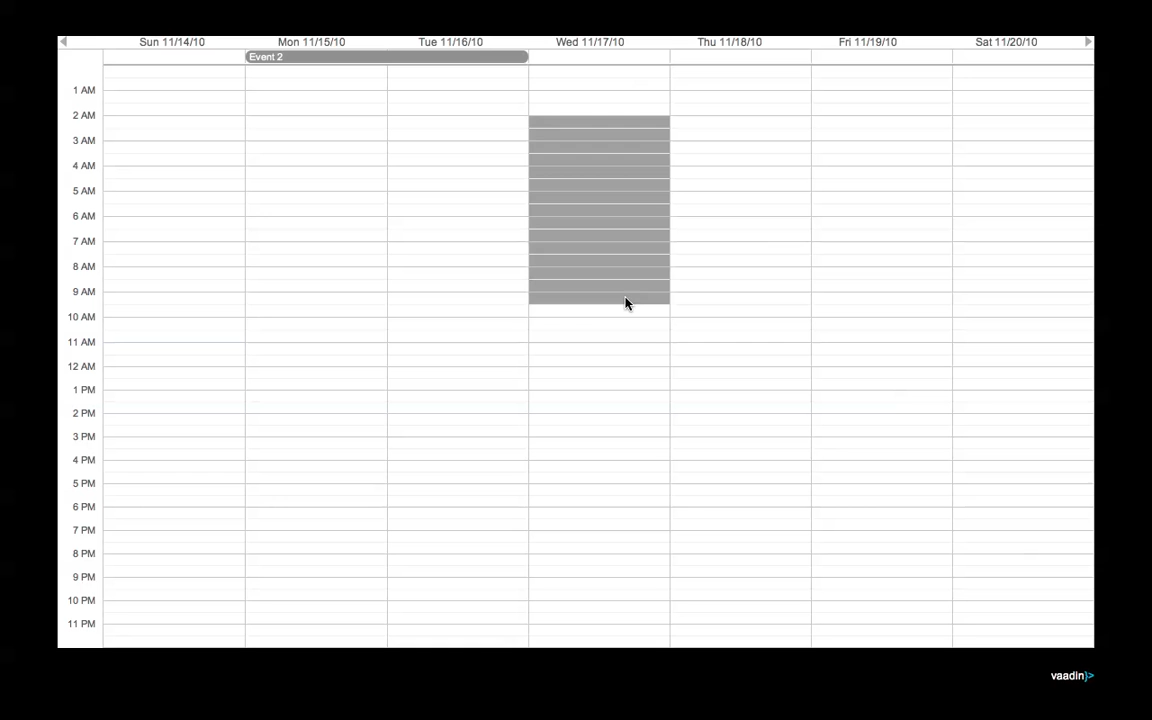 Sun 11/14/10 Mon 11/15/10 Tue 11/16/10 Wed 11/17/10 Thu 11/18/10 Fri 11/19/10 Sat 11/20/10
Event 2
1 AM
2 AM
3 AM
4 AM
5 AM
6 AM
7 AM
8 AM
9 AM
10 AM
11 AM
12 AM
1 PM
2 PM
3 PM
4 PM
5 PM
6 PM
7 PM
8 PM
9 PM
10 PM
11 PM
vaadin}>